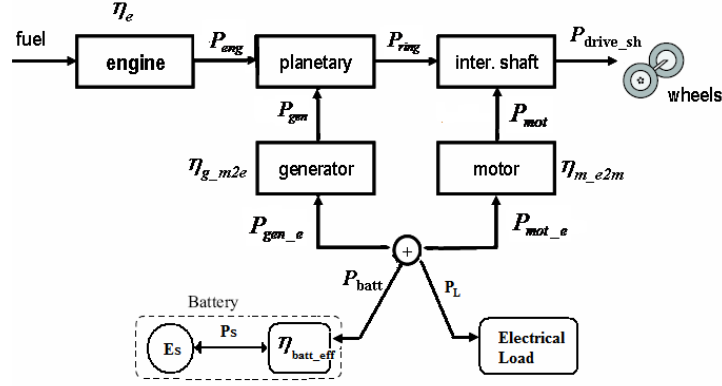 η_e
fuel
engine
P_eng
planetary
P_ring
inter. shaft
P_drive_sh
wheels
P_gen
P_mot
η_g_m2e
generator
motor
η_m_e2m
P_gen_e
P_mot_e
+
P_batt
P_L
Battery
Es
Ps
η_batt_eff
Electrical
Load